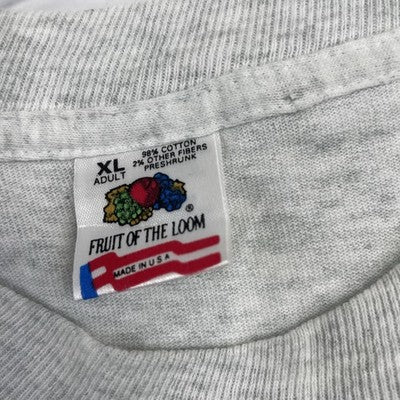 XL
ADULT
98% COTTON
2% OTHER FIBERS
PRESHRUNK
®
FRUIT OF THE LOOM
MADE IN U S A